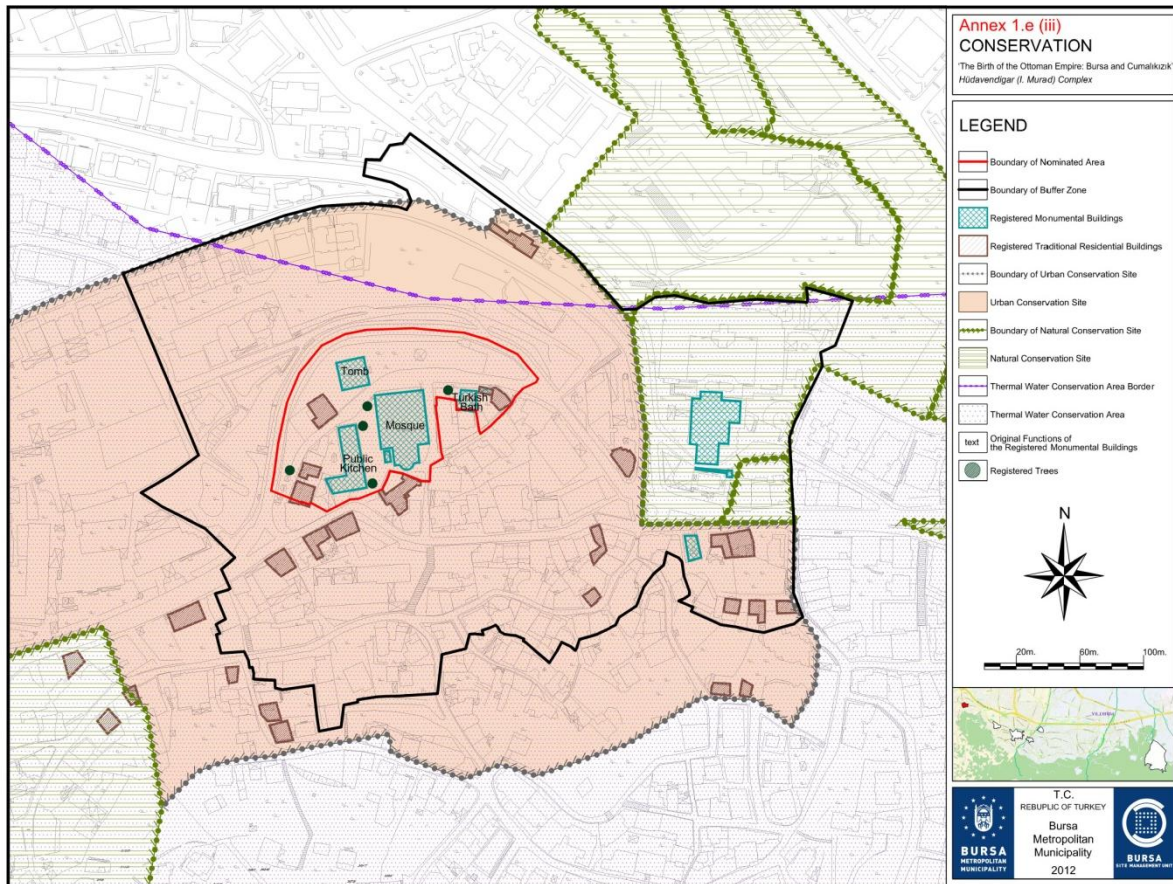 Tomb
Mosque
Turkish
Bath
Public
Kitchen
Annex 1.e (iii)
CONSERVATION
'The Birth of the Ottoman Empire: Bursa and Cumalıkızık'
Hüdavendigar (I. Murad) Complex
LEGEND
Boundary of Nominated Area
Boundary of Buffer Zone
Registered Monumental Buildings
Registered Traditional Residential Buildings
Boundary of Urban Conservation Site
Urban Conservation Site
Boundary of Natural Conservation Site
Natural Conservation Site
Thermal Water Conservation Area Border
Thermal Water Conservation Area
text Original Functions of
the Registered Monumental Buildings
Registered Trees
N
20m. 60m. 100m.
YILDIRIM
BURSA
METROPOLITAN
MUNICIPALITY
T.C.
REBUPLIC OF TURKEY
Bursa
Metropolitan
Municipality
2012
BURSA
SITE MANAGEMENT UNIT